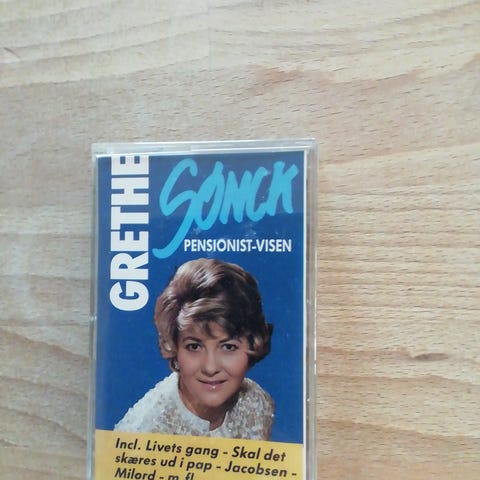 GRETHE
SØNCK
PENSIONIST-VISEN
Incl. Livets gang - Skal det
skæres ud i pap - Jacobsen -
Milord - m.fl.